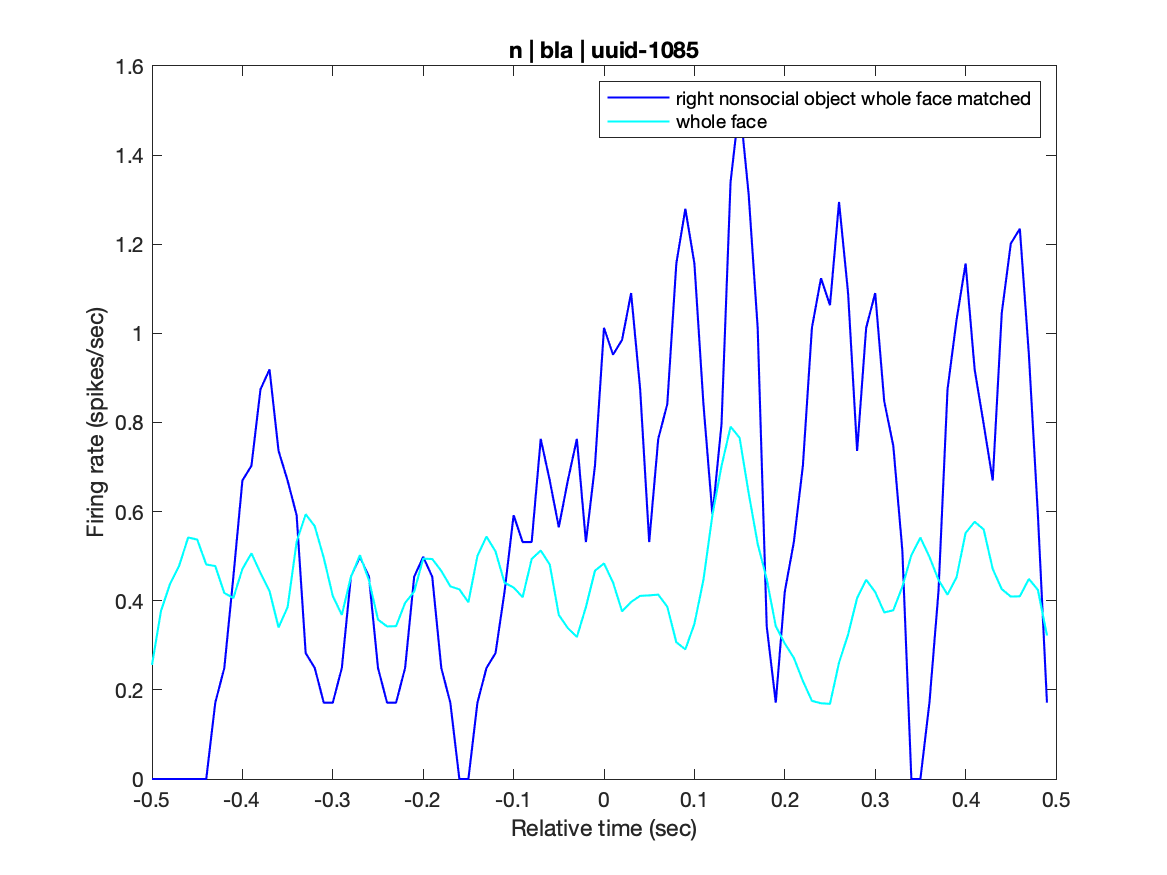 n | bla | uuid-1085
1.6
right nonsocial object whole face matched
whole face
1.4
1.2
1
0.8
0.6
0.4
0.2
0
Firing rate (spikes/sec)
-0.5 -0.4 -0.3 -0.2 -0.1 0 0.1 0.2 0.3 0.4 0.5
Relative time (sec)